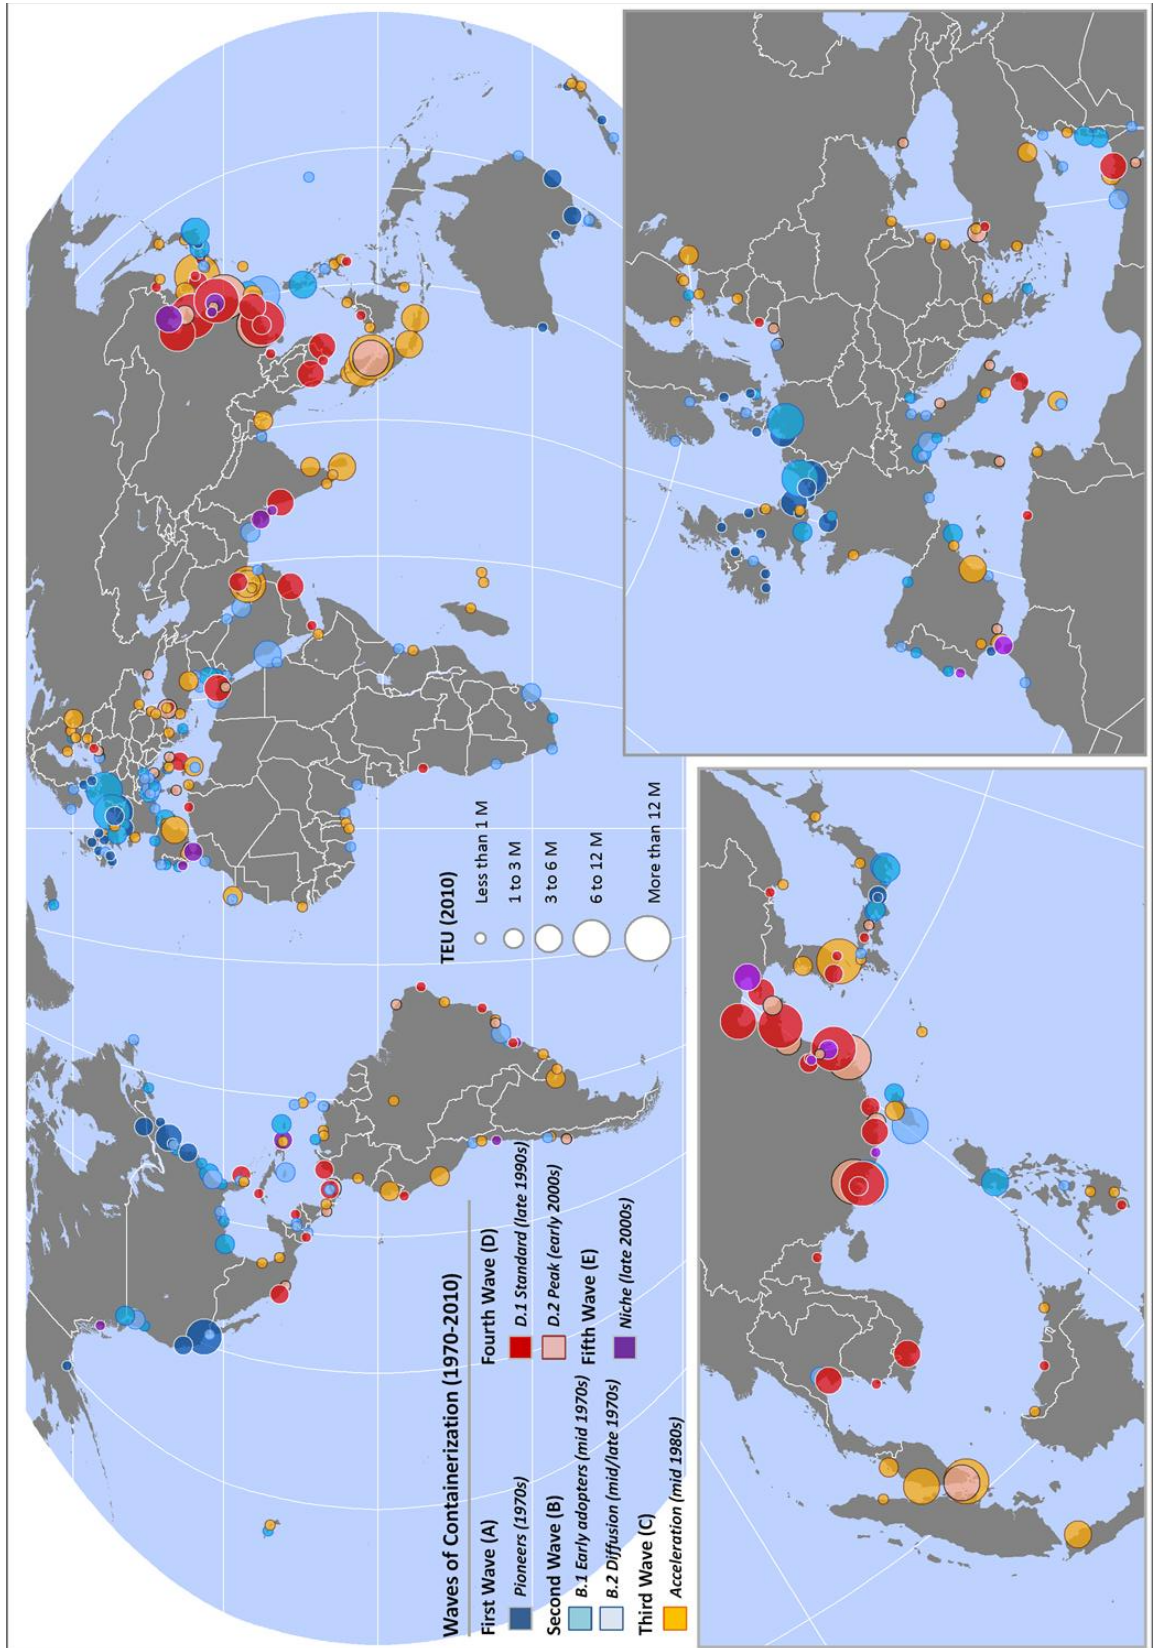 Waves of Containerization (1970-2010)
First Wave (A)
Pioneers (1970s)
Second Wave (B)
B.1 Early adopters (mid 1970s)
B.2 Diffusion (mid/late 1970s)
Third Wave (C)
Acceleration (mid 1980s)
Fourth Wave (D)
D.1 Standard (late 1990s)
D.2 Peak (early 2000s)
Fifth Wave (E)
Niche (late 2000s)
TEU (2010)
Less than 1 M
1 to 3 M
3 to 6 M
6 to 12 M
More than 12 M